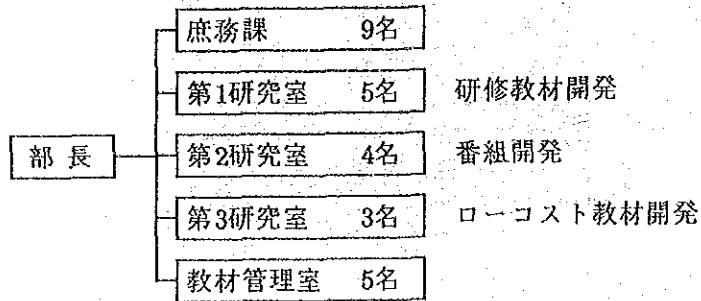 庶務課 9名
第1研究室 5名 研修教材開発
部長 第2研究室 4名 番組開発
第3研究室 3名 ローコスト教材開発
教材管理室 5名